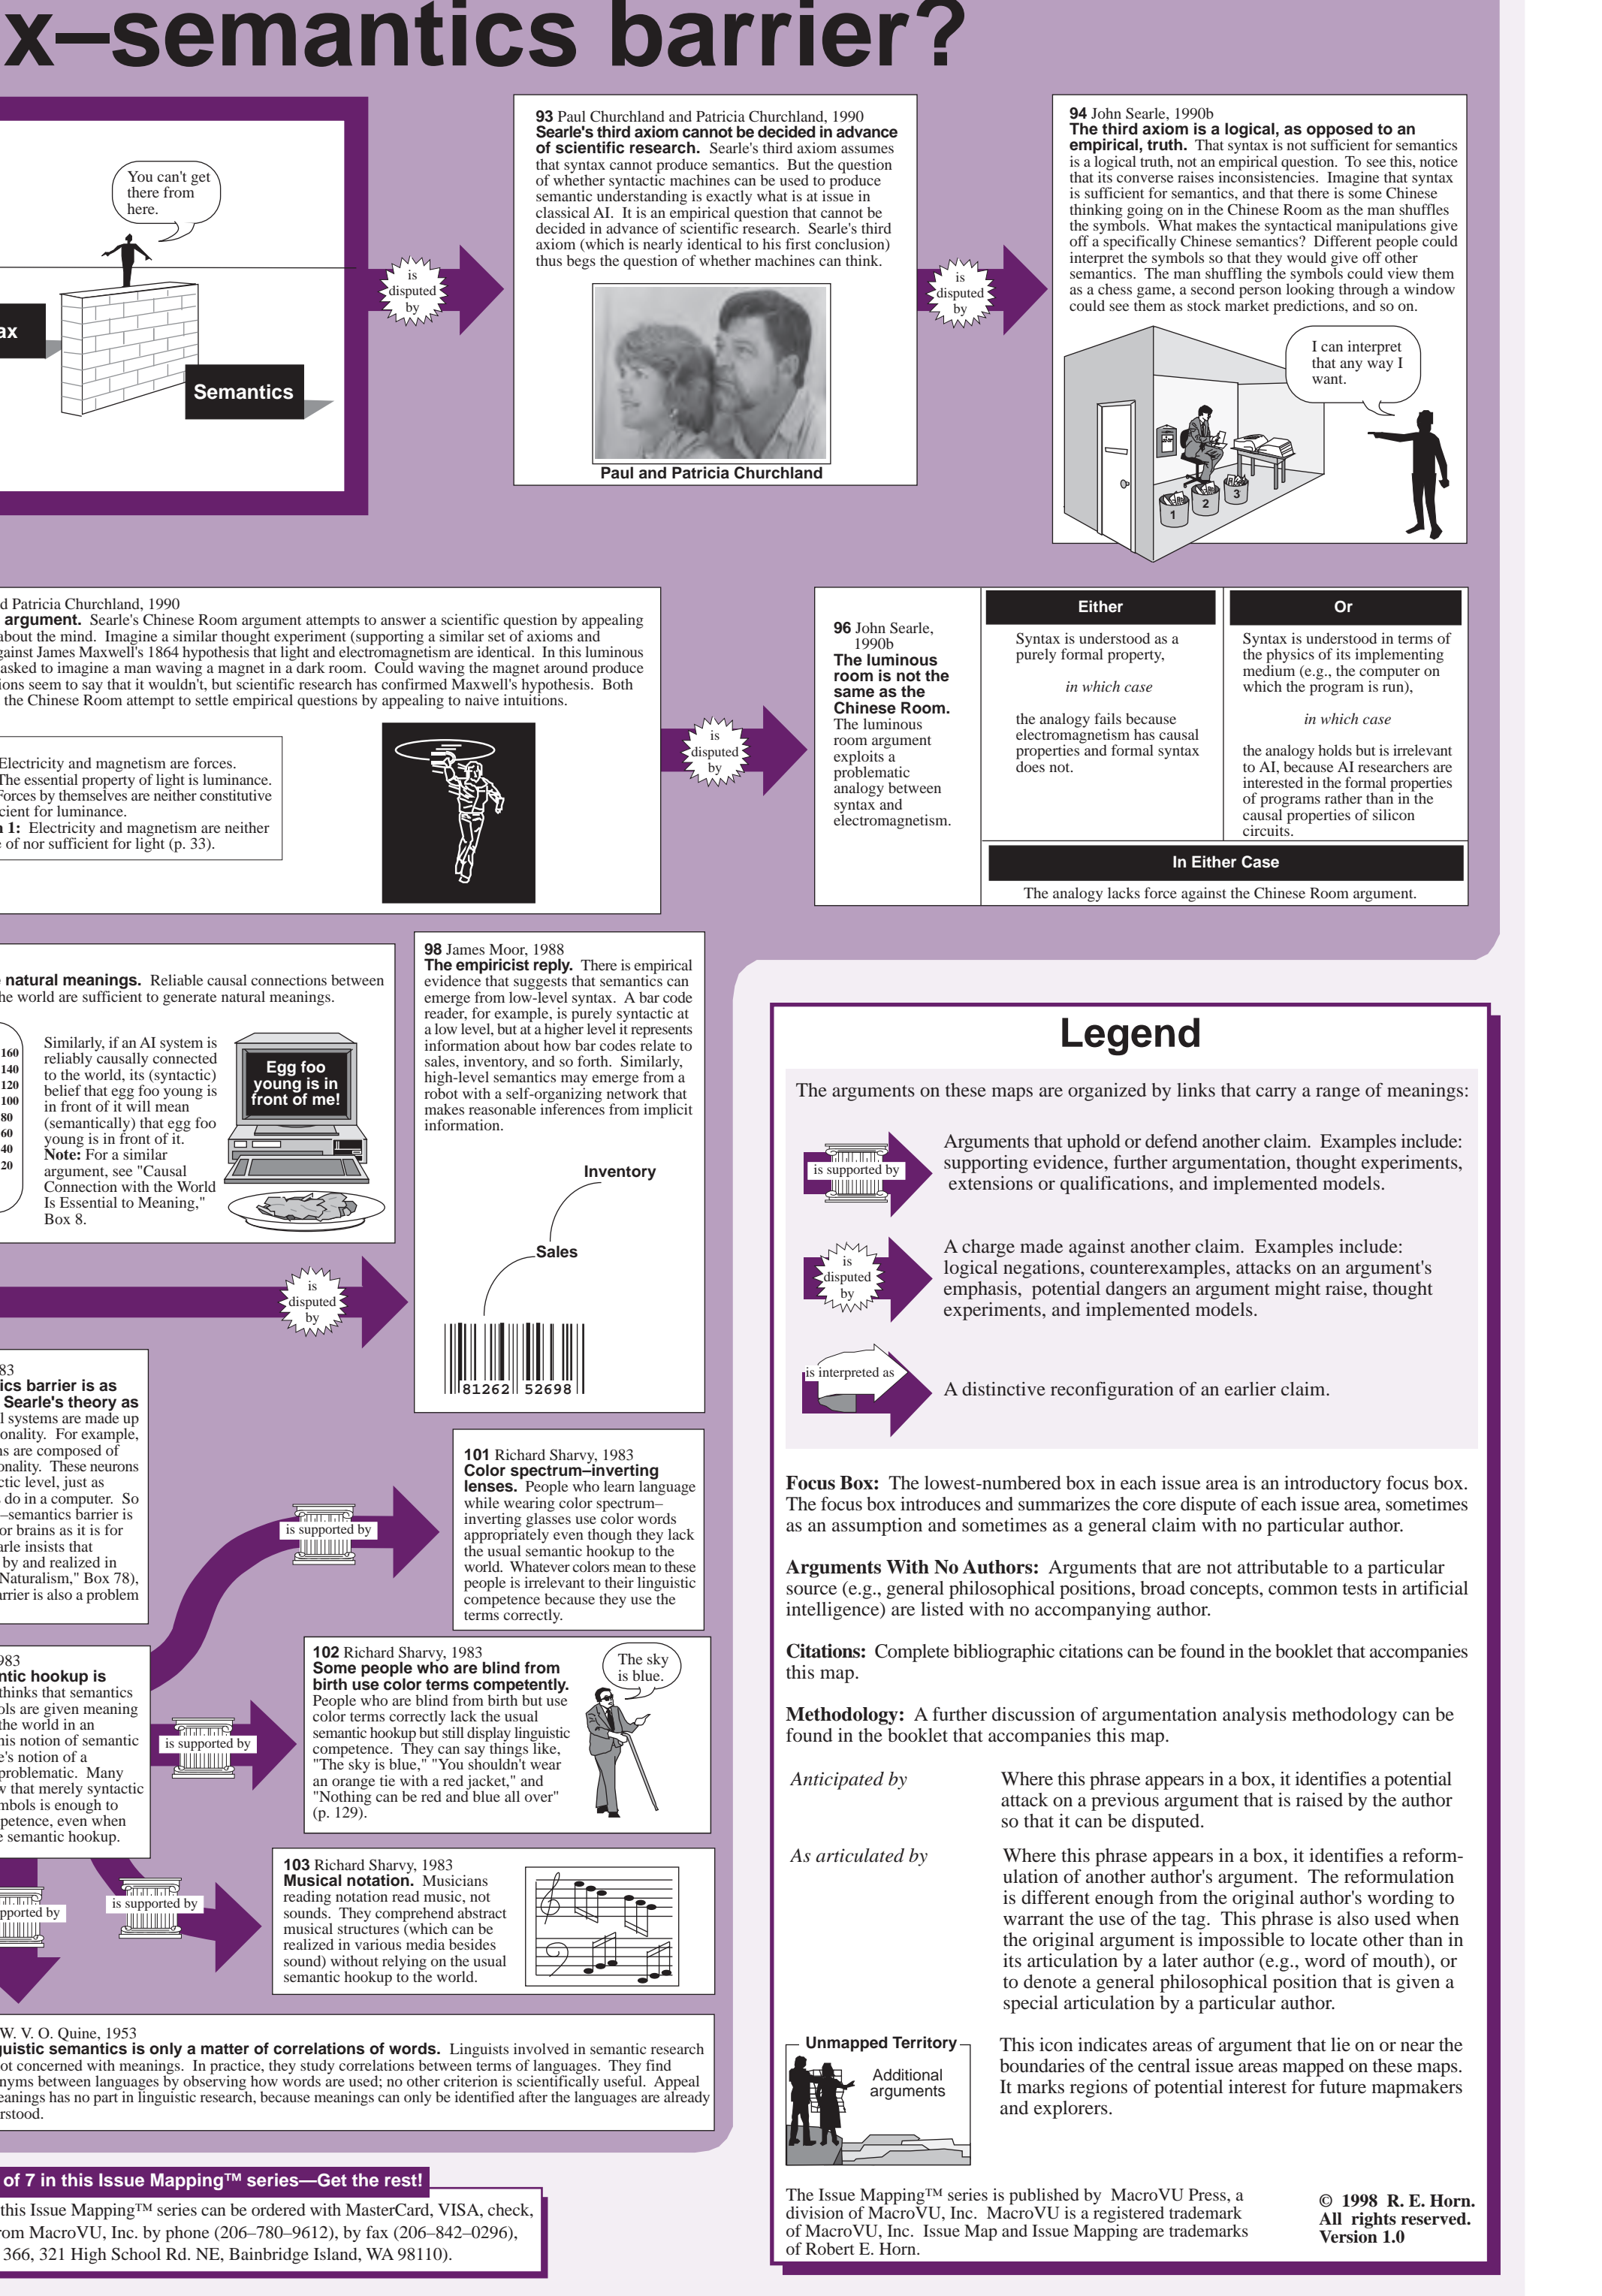 x–semantics barrier?
You can't get
there from
here.
ax
Semantics
is
disputed
by
93 Paul Churchland and Patricia Churchland, 1990
Searle's third axiom cannot be decided in advance
of scientific research. Searle's third axiom assumes
that syntax cannot produce semantics. But the question
of whether syntactic machines can be used to produce
semantic understanding is exactly what is at issue in
classical AI. It is an empirical question that cannot be
decided in advance of scientific research. Searle's third
axiom (which is nearly identical to his first conclusion)
thus begs the question of whether machines can think.
Paul and Patricia Churchland
is
disputed
by
94 John Searle, 1990b
The third axiom is a logical, as opposed to an
empirical, truth. That syntax is not sufficient for semantics
is a logical truth, not an empirical question. To see this, notice
that its converse raises inconsistencies. Imagine that syntax
is sufficient for semantics, and that there is some Chinese
thinking going on in the Chinese Room as the man shuffles
the symbols. What makes the syntactical manipulations give
off a specifically Chinese semantics? Different people could
interpret the symbols so that they would give off other
semantics. The man shuffling the symbols could view them
as a chess game, a second person looking through a window
could see them as stock market predictions, and so on.
I can interpret
that any way I
want.
1
2
3
d Patricia Churchland, 1990
argument. Searle's Chinese Room argument attempts to answer a scientific question by appealing
about the mind. Imagine a similar thought experiment (supporting a similar set of axioms and
gainst James Maxwell's 1864 hypothesis that light and electromagnetism are identical. In this luminous
asked to imagine a man waving a magnet in a dark room. Could waving the magnet around produce
ions seem to say that it wouldn't, but scientific research has confirmed Maxwell's hypothesis. Both
the Chinese Room attempt to settle empirical questions by appealing to naive intuitions.
Electricity and magnetism are forces.
The essential property of light is luminance.
Forces by themselves are neither constitutive
cient for luminance.
n 1: Electricity and magnetism are neither
e of nor sufficient for light (p. 33).
is
disputed
by
96 John Searle,
1990b
The luminous
room is not the
same as the
Chinese Room.
The luminous
room argument
exploits a
problematic
analogy between
syntax and
electromagnetism.
Either
Syntax is understood as a
purely formal property,
in which case
the analogy fails because
electromagnetism has causal
properties and formal syntax
does not.
Or
Syntax is understood in terms of
the physics of its implementing
medium (e.g., the computer on
which the program is run),
in which case
the analogy holds but is irrelevant
to AI, because AI researchers are
interested in the formal properties
of programs rather than in the
causal properties of silicon
circuits.
In Either Case
The analogy lacks force against the Chinese Room argument.
natural meanings. Reliable causal connections between
he world are sufficient to generate natural meanings.
160
140
120
100
80
60
40
20
Similarly, if an AI system is
reliably causally connected
to the world, its (syntactic)
belief that egg foo young is
in front of it will mean
(semantically) that egg foo
young is in front of it.
Note: For a similar
argument, see "Causal
Connection with the World
Is Essential to Meaning,"
Box 8.
Egg foo
young is in
front of me!
is
disputed
by
98 James Moor, 1988
The empiricist reply. There is empirical
evidence that suggests that semantics can
emerge from low-level syntax. A bar code
reader, for example, is purely syntactic at
a low level, but at a higher level it represents
information about how bar codes relate to
sales, inventory, and so forth. Similarly,
high-level semantics may emerge from a
robot with a self-organizing network that
makes reasonable inferences from implicit
information.
Inventory
Sales
81262 52698
83
ics barrier is as
Searle's theory as
l systems are made up
onality. For example,
ns are composed of
onality. These neurons
ctic level, just as
do in a computer. So
–semantics barrier is
or brains as it is for
arle insists that
by and realized in
Naturalism," Box 78),
arrier is also a problem
is supported by
101 Richard Sharvy, 1983
Color spectrum–inverting
lenses. People who learn language
while wearing color spectrum–
inverting glasses use color words
appropriately even though they lack
the usual semantic hookup to the
world. Whatever colors mean to these
people is irrelevant to their linguistic
competence because they use the
terms correctly.
983
ntic hookup is
thinks that semantics
ols are given meaning
the world in an
his notion of semantic
e's notion of a
problematic. Many
w that merely syntactic
mbols is enough to
petence, even when
e semantic hookup.
is supported by
102 Richard Sharvy, 1983
Some people who are blind from
birth use color terms competently.
People who are blind from birth but use
color terms correctly lack the usual
semantic hookup but still display linguistic
competence. They can say things like,
"The sky is blue," "You shouldn't wear
an orange tie with a red jacket," and
"Nothing can be red and blue all over"
(p. 129).
The sky
is blue.
pported by
is supported by
103 Richard Sharvy, 1983
Musical notation. Musicians
reading notation read music, not
sounds. They comprehend abstract
musical structures (which can be
realized in various media besides
sound) without relying on the usual
semantic hookup to the world.
W. V. O. Quine, 1953
guistic semantics is only a matter of correlations of words. Linguists involved in semantic research
ot concerned with meanings. In practice, they study correlations between terms of languages. They find
nyms between languages by observing how words are used; no other criterion is scientifically useful. Appeal
eanings has no part in linguistic research, because meanings can only be identified after the languages are already
rstood.
of 7 in this Issue Mapping™ series—Get the rest!
this Issue Mapping™ series can be ordered with MasterCard, VISA, check,
rom MacroVU, Inc. by phone (206–780–9612), by fax (206–842–0296),
366, 321 High School Rd. NE, Bainbridge Island, WA 98110).
Legend
The arguments on these maps are organized by links that carry a range of meanings:
is supported by
Arguments that uphold or defend another claim. Examples include:
supporting evidence, further argumentation, thought experiments,
extensions or qualifications, and implemented models.
is
disputed
by
A charge made against another claim. Examples include:
logical negations, counterexamples, attacks on an argument's
emphasis, potential dangers an argument might raise, thought
experiments, and implemented models.
is interpreted as
A distinctive reconfiguration of an earlier claim.
Focus Box: The lowest-numbered box in each issue area is an introductory focus box.
The focus box introduces and summarizes the core dispute of each issue area, sometimes
as an assumption and sometimes as a general claim with no particular author.
Arguments With No Authors: Arguments that are not attributable to a particular
source (e.g., general philosophical positions, broad concepts, common tests in artificial
intelligence) are listed with no accompanying author.
Citations: Complete bibliographic citations can be found in the booklet that accompanies
this map.
Methodology: A further discussion of argumentation analysis methodology can be
found in the booklet that accompanies this map.
Anticipated by
Where this phrase appears in a box, it identifies a potential
attack on a previous argument that is raised by the author
so that it can be disputed.
As articulated by
Where this phrase appears in a box, it identifies a reform-
ulation of another author's argument. The reformulation
is different enough from the original author's wording to
warrant the use of the tag. This phrase is also used when
the original argument is impossible to locate other than in
its articulation by a later author (e.g., word of mouth), or
to denote a general philosophical position that is given a
special articulation by a particular author.
Unmapped Territory
Additional
arguments
This icon indicates areas of argument that lie on or near the
boundaries of the central issue areas mapped on these maps.
It marks regions of potential interest for future mapmakers
and explorers.
The Issue Mapping™ series is published by MacroVU Press, a
division of MacroVU, Inc. MacroVU is a registered trademark
of MacroVU, Inc. Issue Map and Issue Mapping are trademarks
of Robert E. Horn.
© 1998 R. E. Horn.
All rights reserved.
Version 1.0